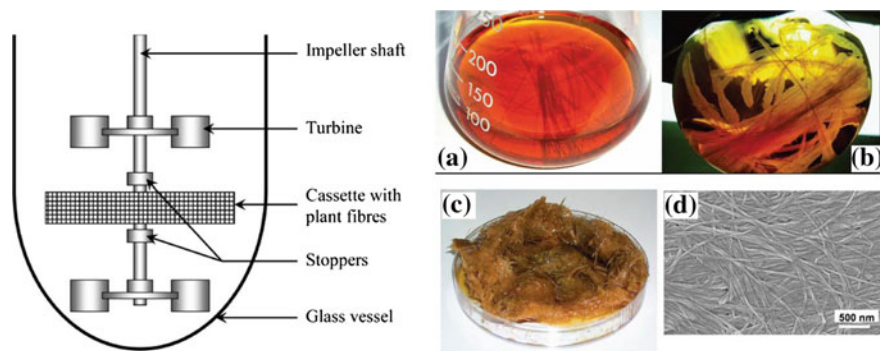 Impeller shaft
Turbine
Cassette with
plant fibres
Stoppers
Glass vessel
200
150
100
(a)
(b)
(c)
(d)
500 nm